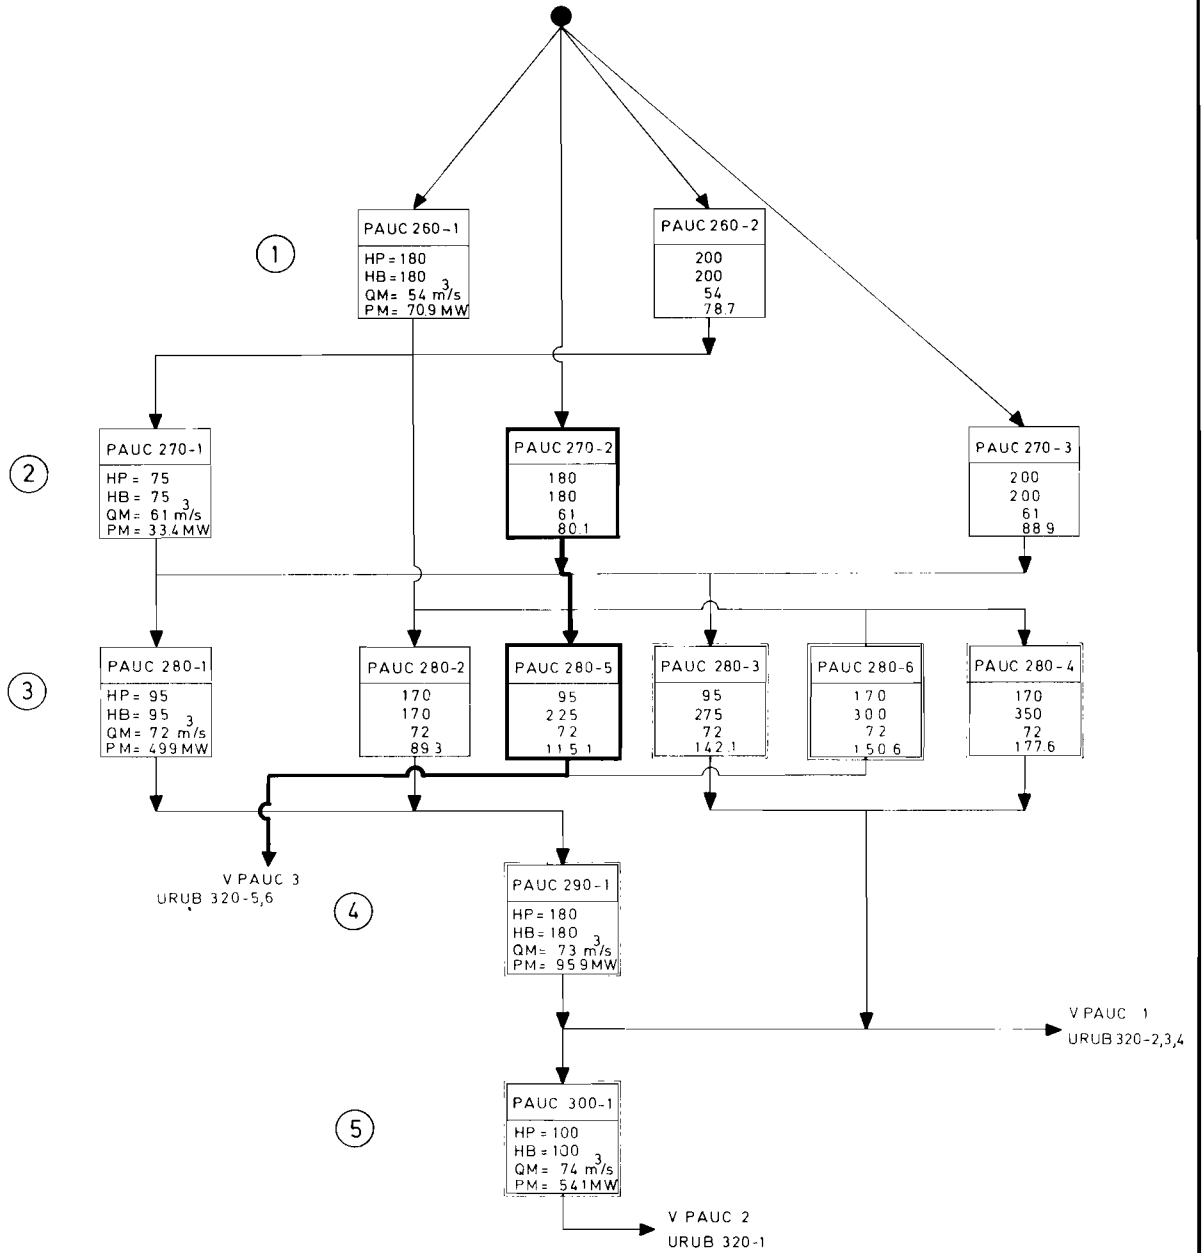 PAUC 260-1
HP = 180
HB = 180
QM = 54 m³/s
PM = 70.9 MW
PAUC 260-2
200
200
54
78.7
1
PAUC 270-1
HP = 75
HB = 75
QM = 61 m³/s
PM = 33.4 MW
PAUC 270-2
180
180
61
80.1
PAUC 270-3
200
200
61
88.9
2
PAUC 280-1
HP = 95
HB = 95
QM = 72 m³/s
PM = 499 MW
PAUC 280-2
170
170
72
89.3
PAUC 280-5
95
225
72
115.1
PAUC 280-3
95
275
72
142.1
PAUC 280-6
170
300
72
150.6
PAUC 280-4
170
350
72
177.6
3
V PAUC 3
URUB 320-5,6
4
PAUC 290-1
HP = 180
HB = 180
QM = 73 m³/s
PM = 959 MW
V PAUC 1
URUB 320-2,3,4
5
PAUC 300-1
HP = 100
HB = 100
QM = 74 m³/s
PM = 541 MW
V PAUC 2
URUB 320-1